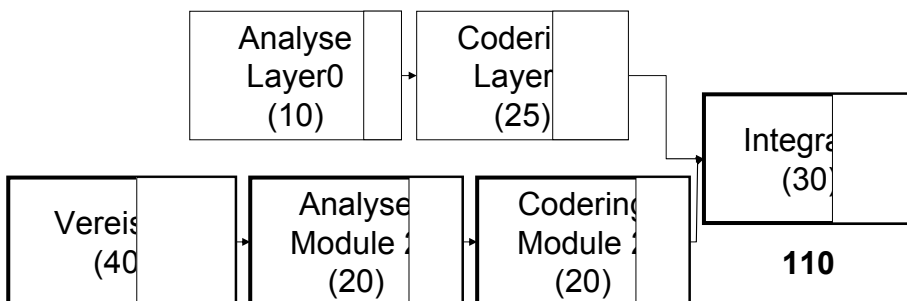 Analyse
Layer0
(10)
Coderi
Layer
(25)
Integra
(30)
Vereis
(40
Analyse
Module 2
(20)
Codering
Module 2
(20)
110